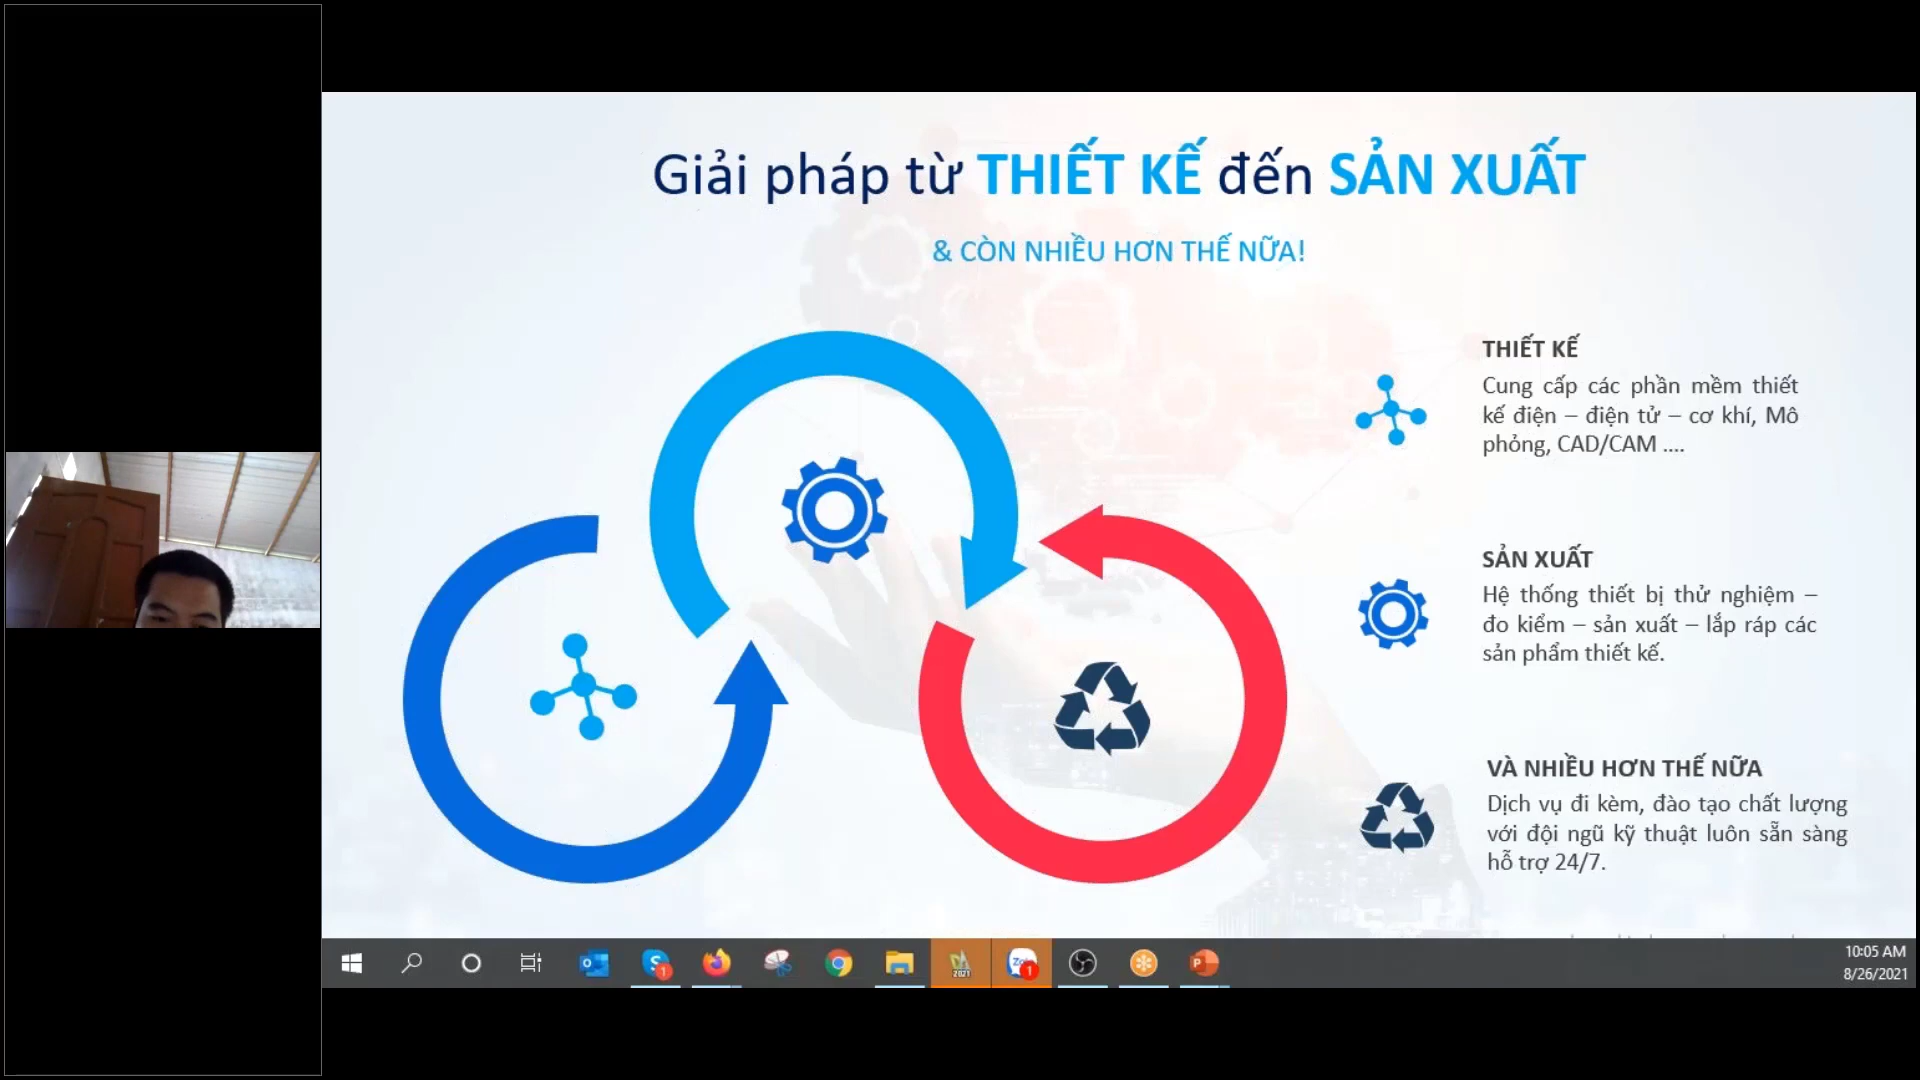 Giải pháp từ THIẾT KẾ đến SẢN XUẤT
& CÒN NHIỀU HƠN THẾ NỮA!
THIẾT KẾ
Cung cấp các phần mềm thiết
kế điện – điện tử – cơ khí, Mô
phỏng, CAD/CAM ....
SẢN XUẤT
Hệ thống thiết bị thử nghiệm –
đo kiểm – sản xuất – lắp ráp các
sản phẩm thiết kế.
VÀ NHIỀU HƠN THẾ NỮA
Dịch vụ đi kèm, đào tạo chất lượng
với đội ngũ kỹ thuật luôn sẵn sàng
hỗ trợ 24/7.
2021
1
1
10:05 AM
8/26/2021